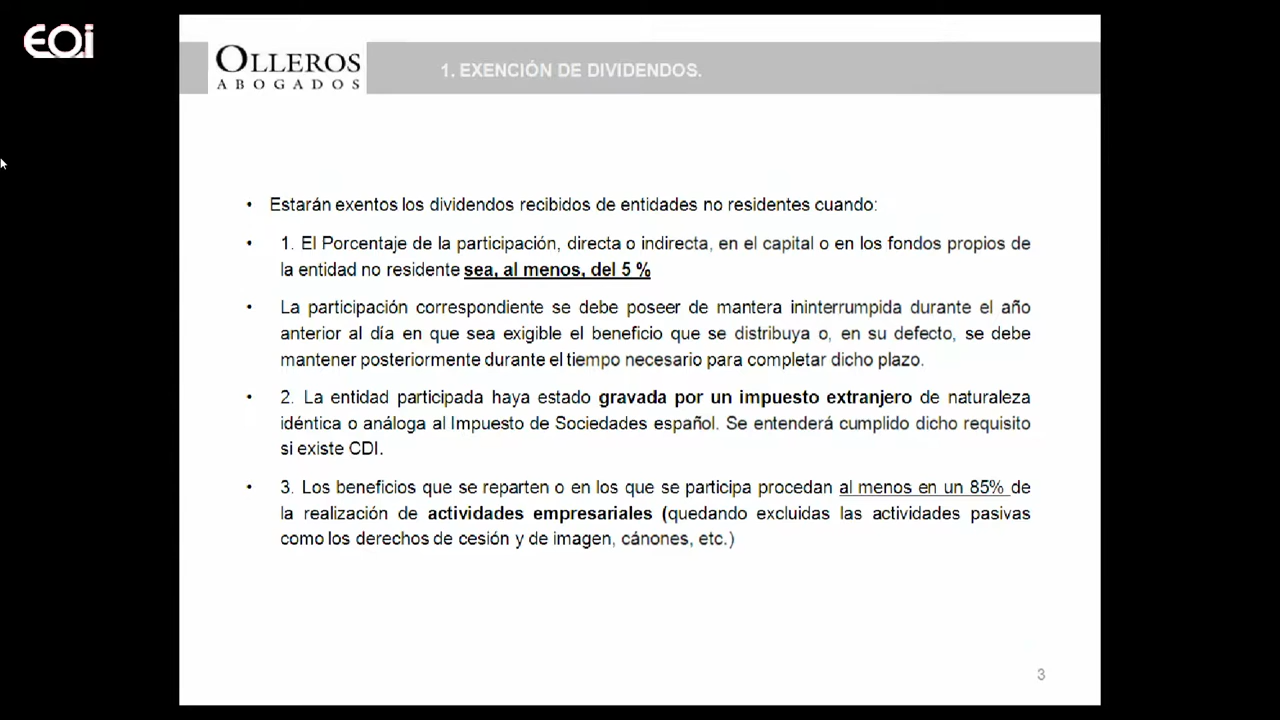 EOi
OLLEROS
ABOGADOS
1. EXENCIÓN DE DIVIDENDOS.
• Estarán exentos los dividendos recibidos de entidades no residentes cuando:
• 1. El Porcentaje de la participación, directa o indirecta, en el capital o en los fondos propios de
la entidad no residente sea, al menos, del 5 %
• La participación correspondiente se debe poseer de mantera ininterrumpida durante el año
anterior al día en que sea exigible el beneficio que se distribuya o, en su defecto, se debe
mantener posteriormente durante el tiempo necesario para completar dicho plazo.
• 2. La entidad participada haya estado gravada por un impuesto extranjero de naturaleza
idéntica o análoga al Impuesto de Sociedades español. Se entenderá cumplido dicho requisito
si existe CDI.
• 3. Los beneficios que se reparten o en los que se participa procedan al menos en un 85% de
la realización de actividades empresariales (quedando excluidas las actividades pasivas
como los derechos de cesión y de imagen, cánones, etc.)
3